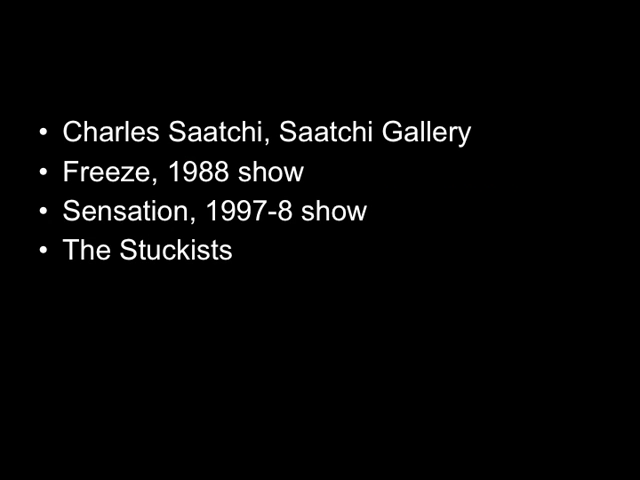 • Charles Saatchi, Saatchi Gallery
• Freeze, 1988 show
• Sensation, 1997-8 show
• The Stuckists